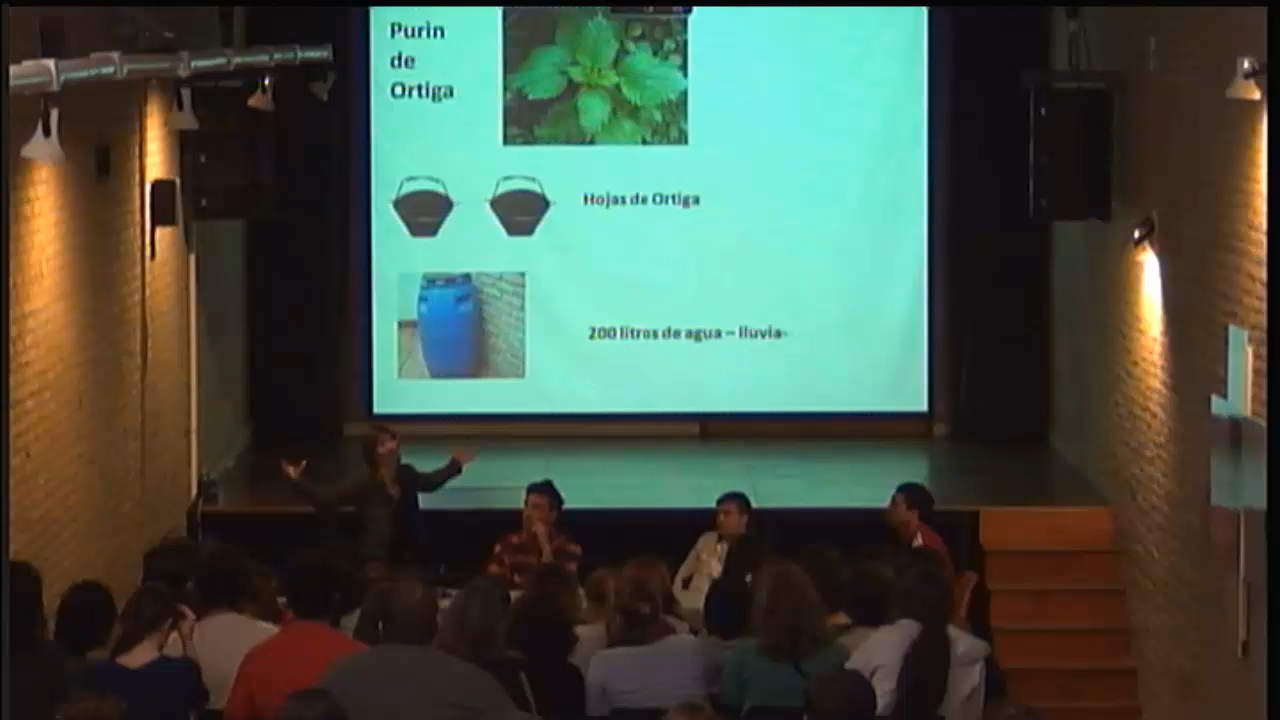 Purin
de
Ortiga
Hojas de Ortiga
200 litros de agua – lluvia-